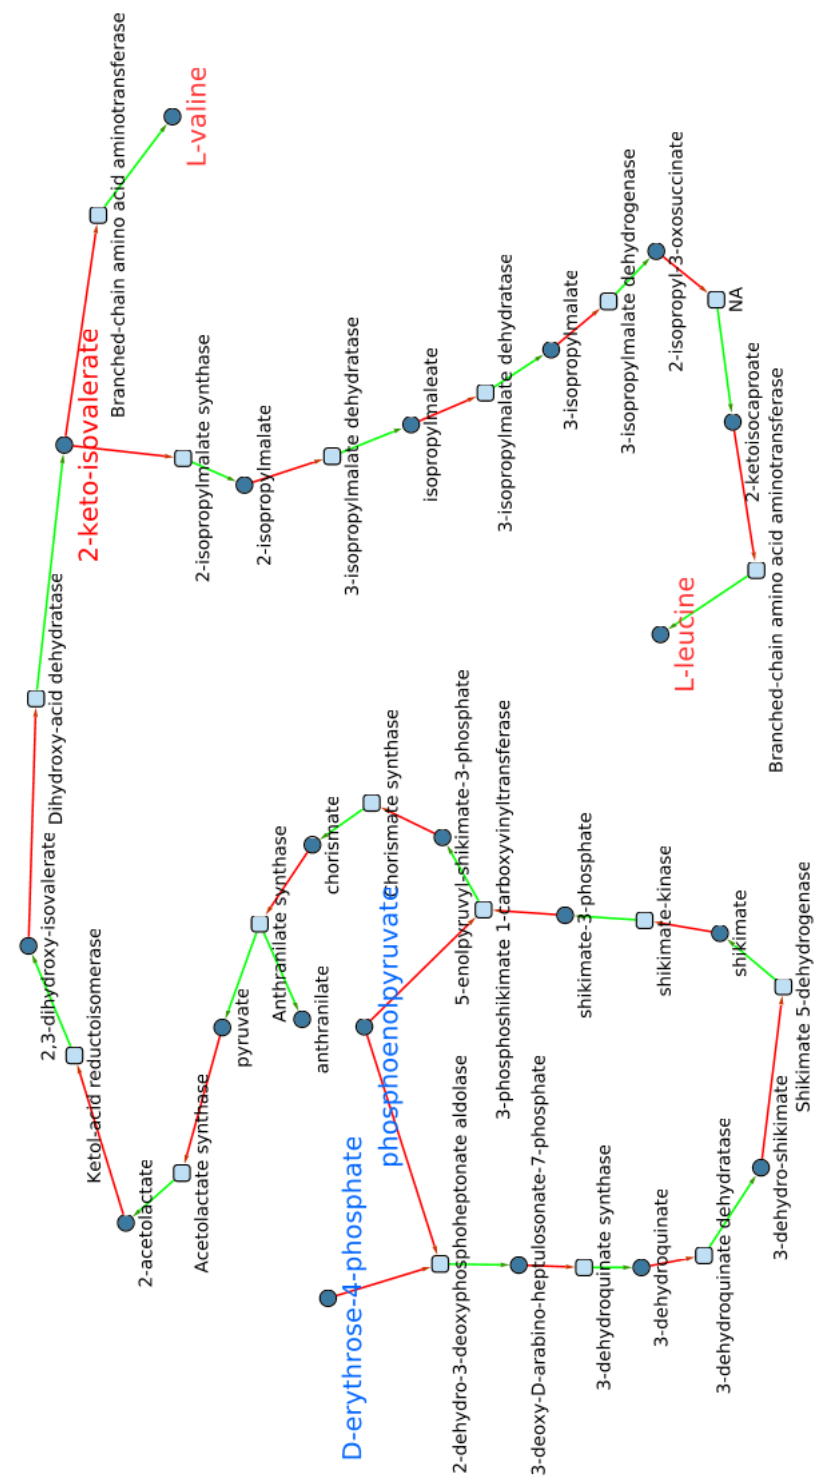 L-valine
Branched-chain amino acid aminotransferase
2-keto-isovalerate
2-isopropylmalate synthase
2-isopropylmalate
3-isopropylmalate dehydratase
isopropylmaleate
3-isopropylmalate dehydratase
3-isopropylmalate
3-isopropylmalate dehydrogenase
2-isopropyl-3-oxosuccinate
NA
2-ketoisocaproate
Branched-chain amino acid aminotransferase
L-leucine
Dihydroxy-acid dehydratase
2,3-dihydroxy-isovalerate
Ketol-acid reductoisomerase
2-acetolactate
Acetolactate synthase
pyruvate
Anthranilate synthase
anthranilate
chorismate
Chorismate synthase
5-enolpyruvyl-shikimate-3-phosphate
3-phosphoshikimate 1-carboxyvinyltransferase
phosphoenolpyruvate
shikimate-3-phosphate
shikimate-kinase
shikimate
Shikimate 5-dehydrogenase
3-dehydro-shikimate
3-dehydroquinate dehydratase
3-dehydroquinate
3-dehydroquinate synthase
3-deoxy-D-arabino-heptulosonate-7-phosphate
2-dehydro-3-deoxyphosphoheptonate aldolase
D-erythrose-4-phosphate